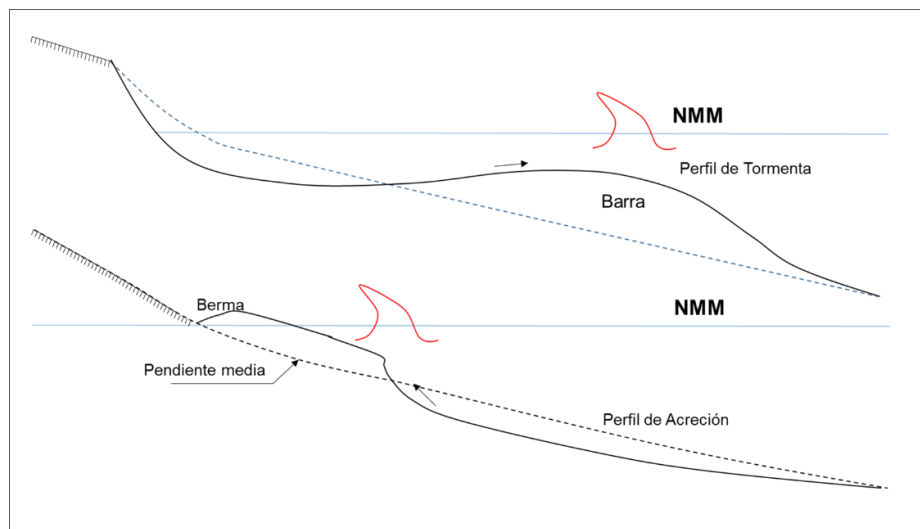 NMM
Perfil de Tormenta
Barra
Berma
NMM
Pendiente media
Perfil de Acreción